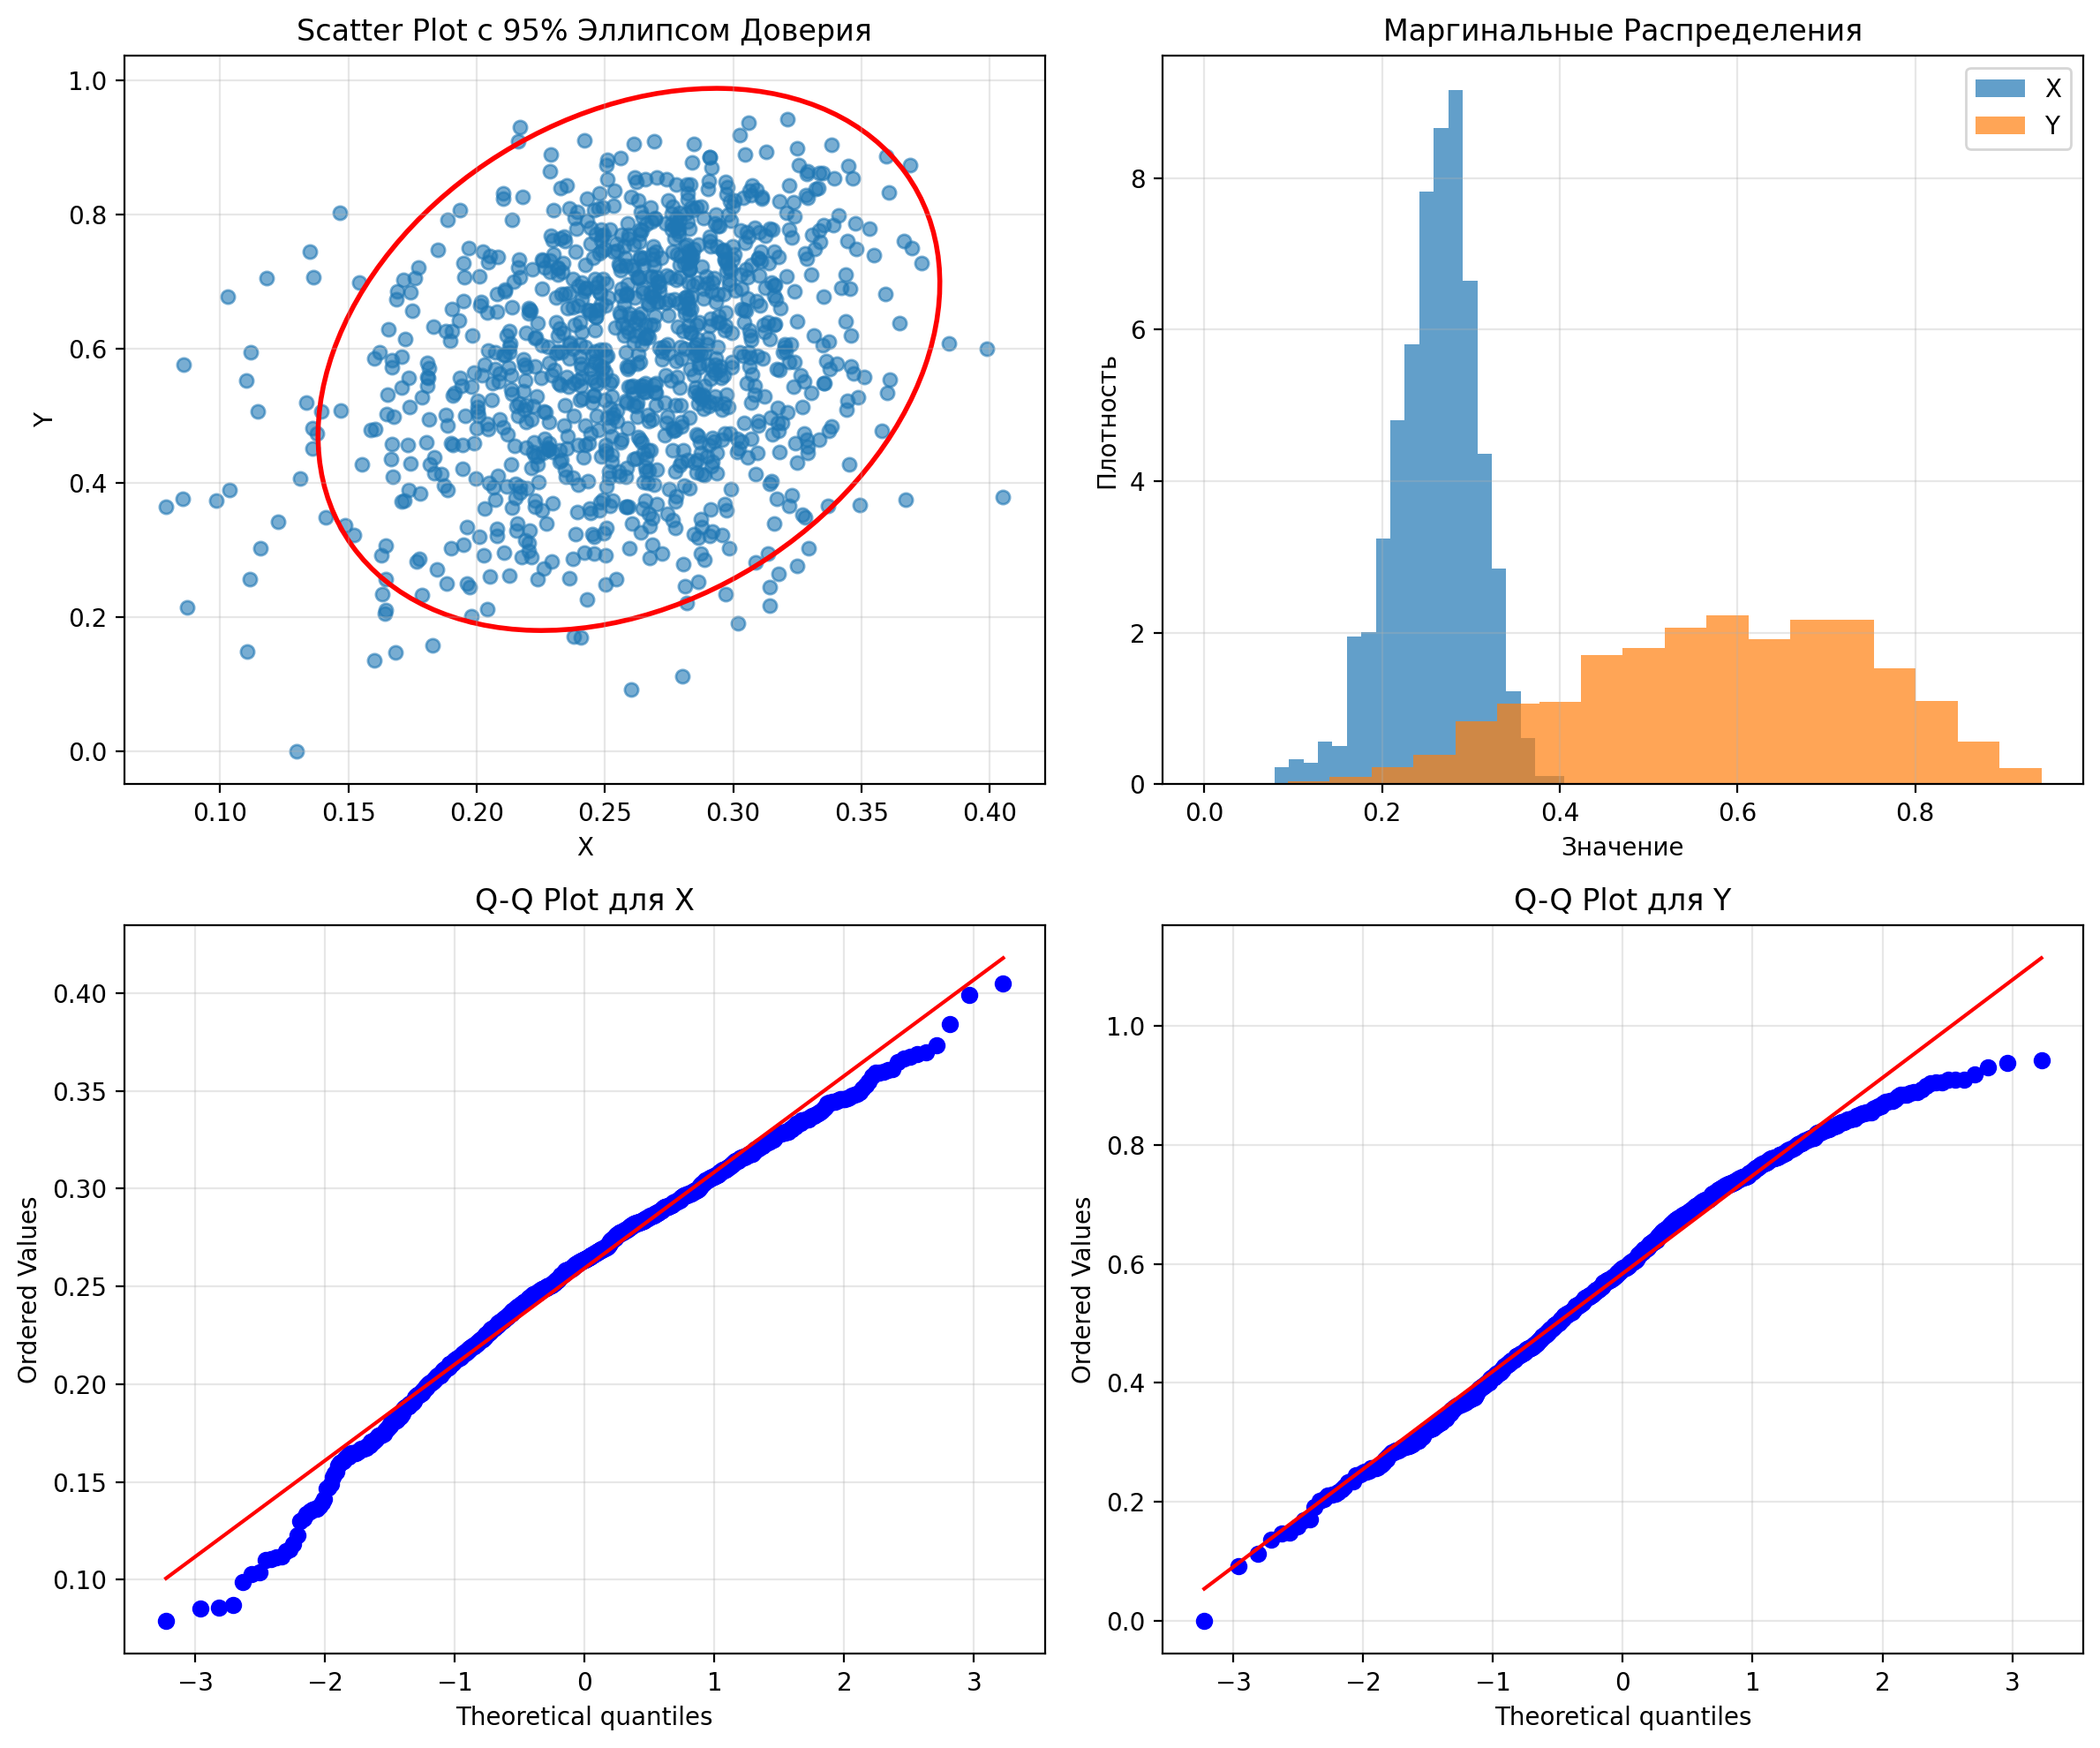 Scatter Plot с 95% Эллипсом Доверия
1.0
0.8
0.6
0.4
0.2
0.0
Y
0.10 0.15 0.20 0.25 0.30 0.35 0.40
X
Маргинальные Распределения
X
Y
8
6
4
2
0
Плотность
0.0 0.2 0.4 0.6 0.8
Значение
Q-Q Plot для X
0.40
0.35
0.30
0.25
0.20
0.15
0.10
Ordered Values
−3 −2 −1 0 1 2 3
Theoretical quantiles
Q-Q Plot для Y
1.0
0.8
0.6
0.4
0.2
0.0
Ordered Values
−3 −2 −1 0 1 2 3
Theoretical quantiles